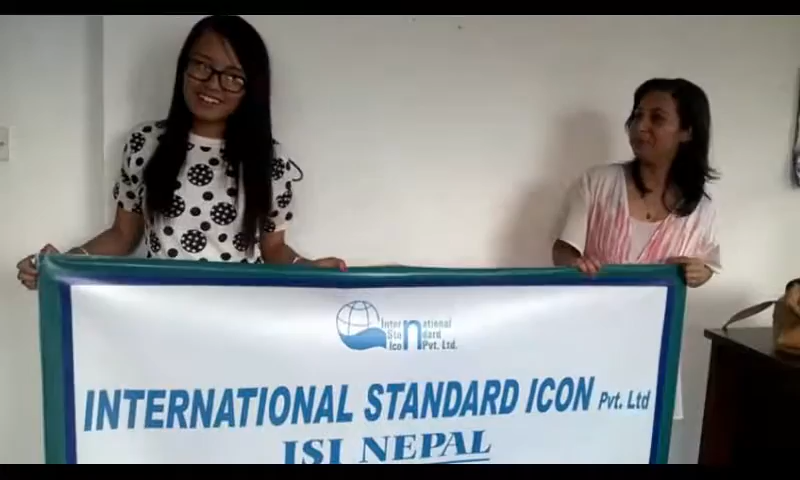 International
Standard
Icon Pvt. Ltd.
INTERNATIONAL STANDARD ICON Pvt. Ltd
ISI NEPAL